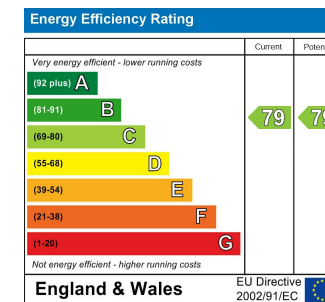 Energy Efficiency Rating
Current
Very energy efficient - lower running costs
(92 plus) A
(81-91) B
79
(69-80) C
(55-68) D
(39-54) E
(21-38) F
(1-20) G
Not energy efficient - higher running costs
England & Wales
EU Directive
2002/91/EC